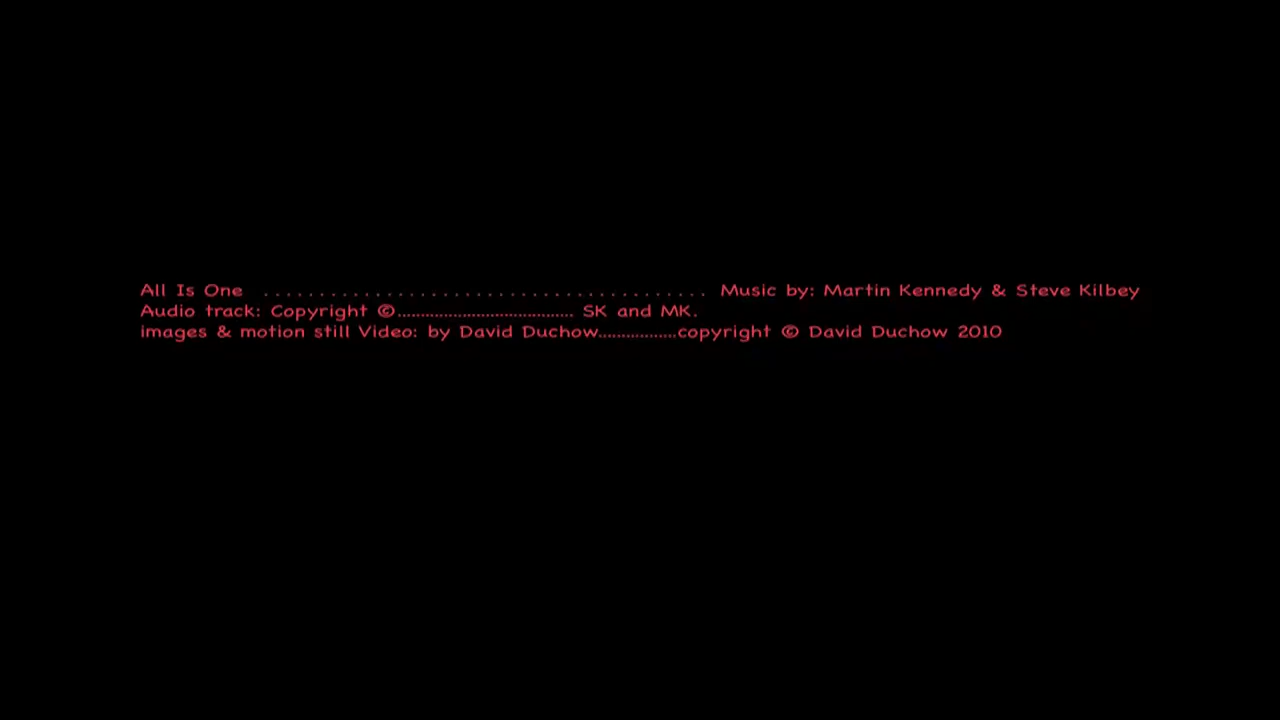 All Is One . . . . . . . . . . . . . . . . . . . . . . . . . . . . . . . . . . . . . . . . Music by: Martin Kennedy & Steve Kilbey
Audio track: Copyright ©...................................... SK and MK.
images & motion still Video: by David Duchow.................copyright © David Duchow 2010